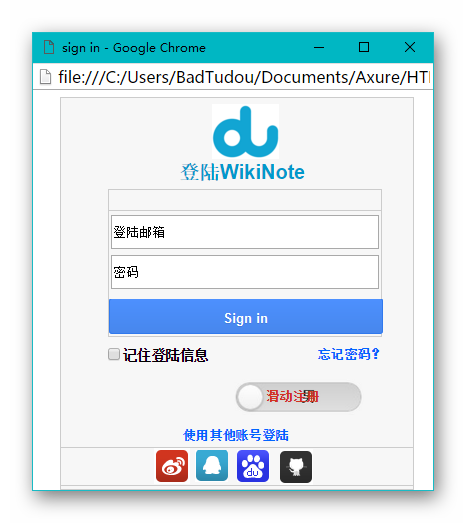 sign in - Google Chrome
file:///C:/Users/BadTudou/Documents/Axure/HT
du
登陆WikiNote
登陆邮箱
密码
Sign in
记住登陆信息 忘记密码?
滑动注册
使用其他账号登陆
du